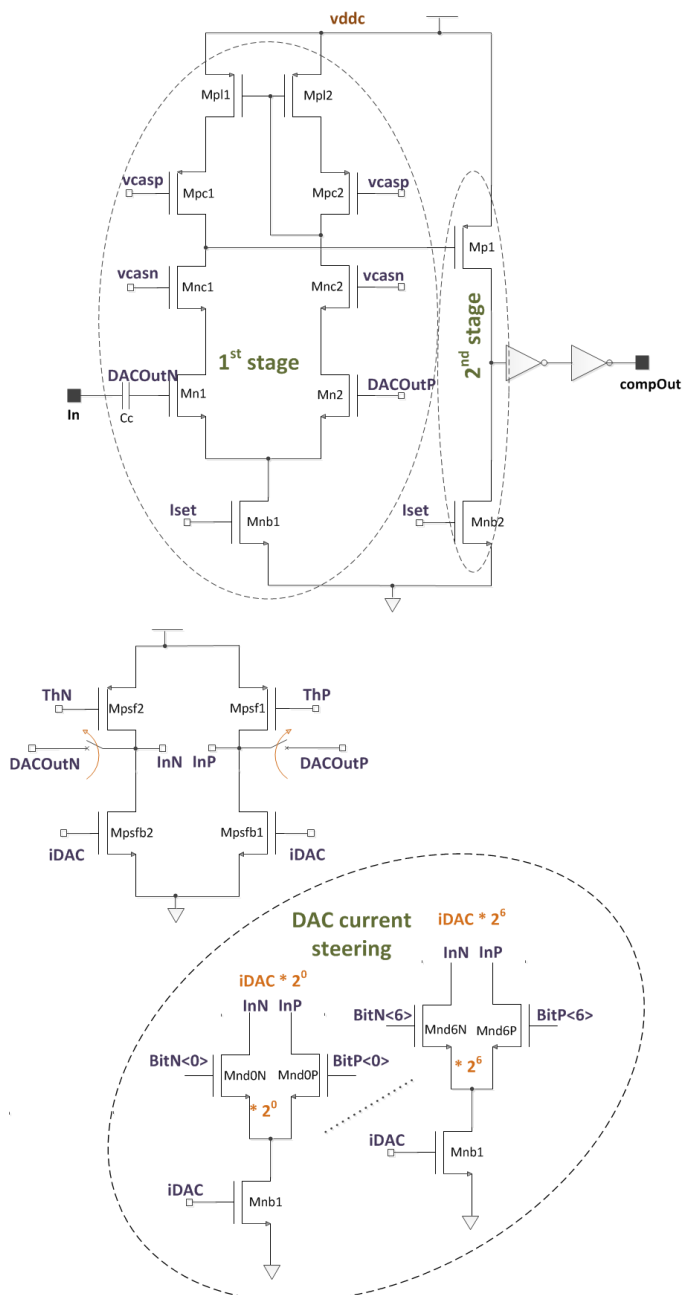 vddc
Mpl1
Mpl2
vcasp
Mpc1
Mpc2
vcasp
Mp1
vcasn
Mnc1
Mnc2
vcasn
1st stage
2nd stage
DACOutN
In
Cc
Mn1
Mn2
DACOutP
compOut
Iset
Mnb1
Iset
Mnb2
ThN
Mpsf2
Mpsf1
ThP
DACOutN
InN
InP
DACOutP
iDAC
Mpsfb2
Mpsfb1
iDAC
DAC current
steering
iDAC * 2^6
InN InP
iDAC * 2^0
InN InP
BitN<6>
Mnd6N
Mnd6P
BitP<6>
* 2^6
BitN<0>
Mnd0N
Mnd0P
BitP<0>
* 2^0
iDAC
Mnb1
iDAC
Mnb1